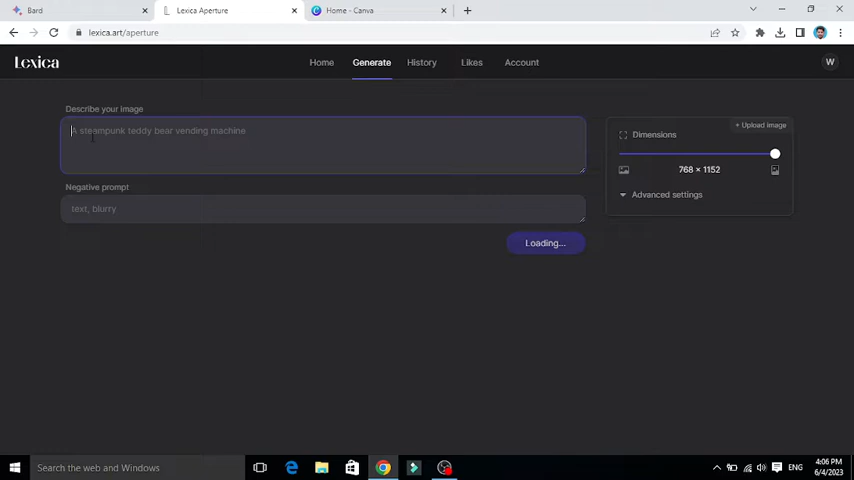 Bard
Lexica Aperture
Home - Canva
lexica.art/aperture
Lexica
Home
Generate
History
Likes
Account
W
Describe your image
A steampunk teddy bear vending machine
+ Upload image
Dimensions
768 × 1152
Negative prompt
Advanced settings
text, blurry
Loading...
Search the web and Windows
ENG
4:06 PM
6/4/2023